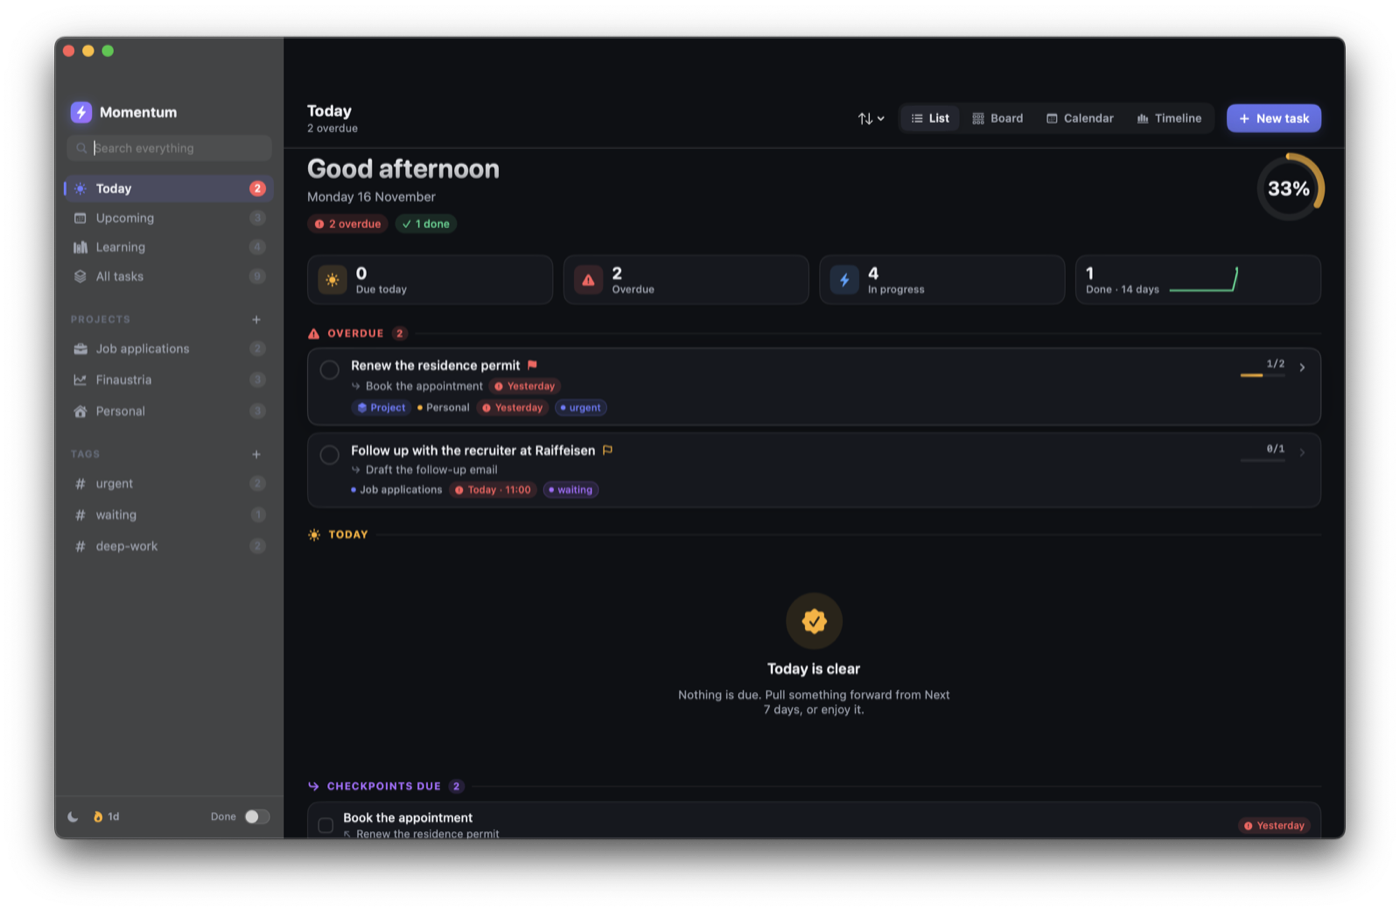 Momentum
Search everything
Today 2
Upcoming 3
Learning 4
All tasks 9
PROJECTS +
Job applications 2
Finaustria 3
Personal 3
TAGS +
# urgent 2
# waiting 1
# deep-work 2
1d Done
Today
2 overdue
List Board Calendar Timeline + New task
Good afternoon
Monday 16 November
2 overdue 1 done
33%
0
Due today
2
Overdue
4
In progress
1
Done · 14 days
OVERDUE 2
Renew the residence permit 1/2
Book the appointment Yesterday
Project Personal Yesterday urgent
Follow up with the recruiter at Raiffeisen 0/1
Draft the follow-up email
Job applications Today · 11:00 waiting
TODAY
Today is clear
Nothing is due. Pull something forward from Next
7 days, or enjoy it.
CHECKPOINTS DUE 2
Book the appointment
Renew the residence permit
Yesterday